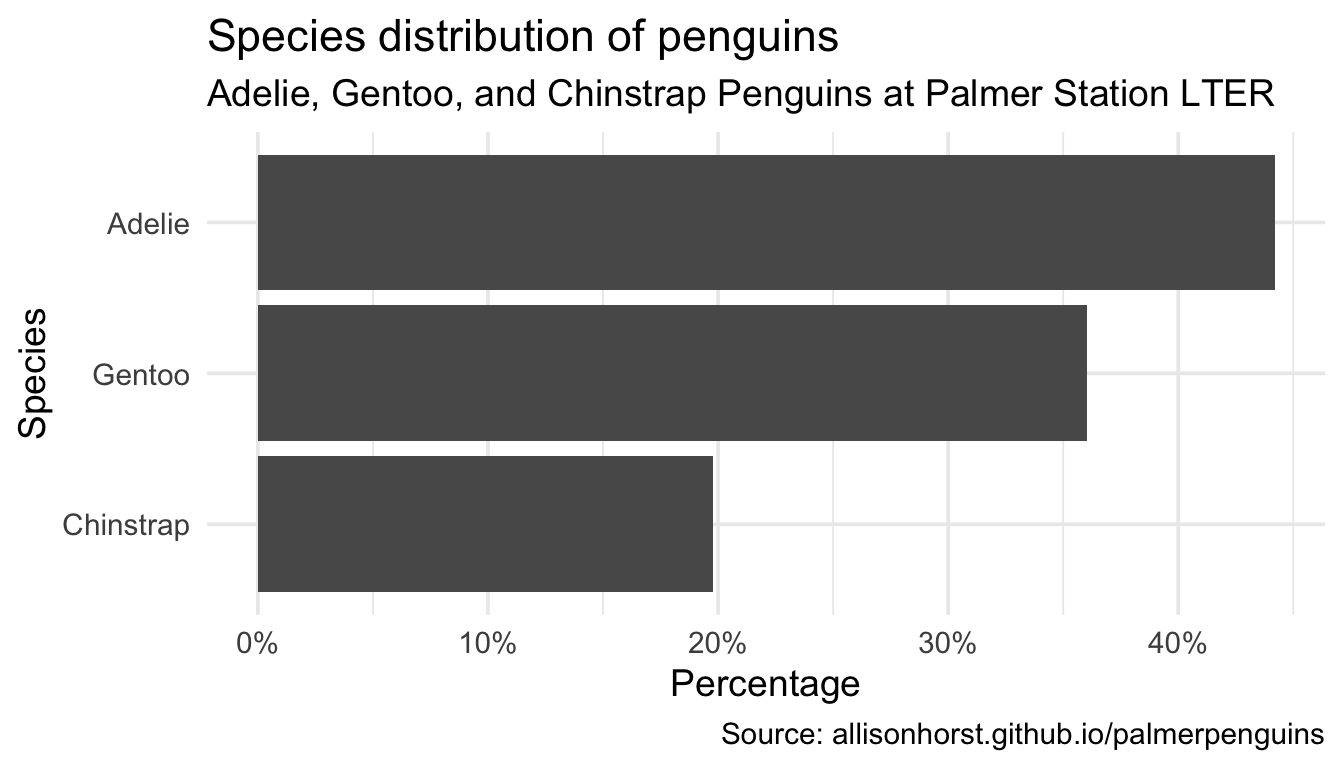 Species distribution of penguins
Adelie, Gentoo, and Chinstrap Penguins at Palmer Station LTER
Species
Adelie
Gentoo
Chinstrap
0% 10% 20% 30% 40%
Percentage
Source: allisonhorst.github.io/palmerpenguins